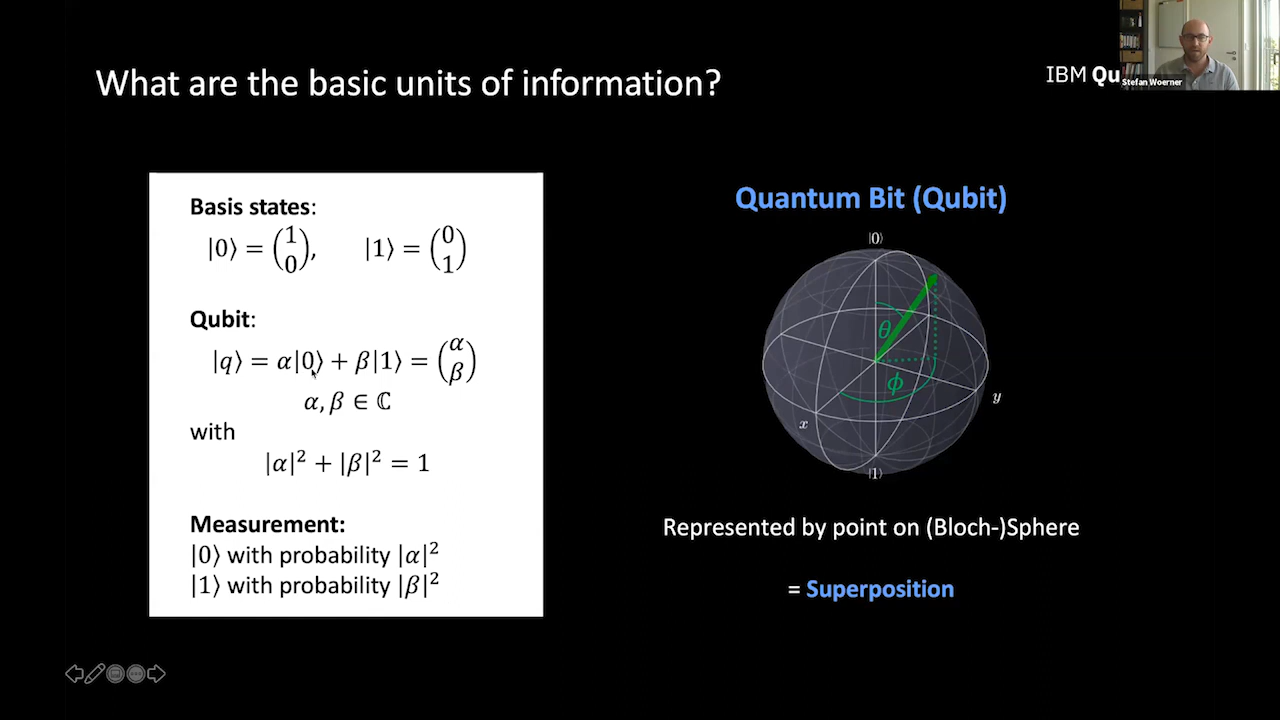 What are the basic units of information?
IBM Qu
Stefan Woerner
Basis states:
|0⟩ = (1 0), |1⟩ = (0 1)
Qubit:
|q⟩ = α|0⟩ + β|1⟩ = (α β)
α, β ∈ ℂ
with
|α|² + |β|² = 1
Measurement:
|0⟩ with probability |α|²
|1⟩ with probability |β|²
Quantum Bit (Qubit)
|0⟩
θ
ϕ
x
y
|1⟩
Represented by point on (Bloch-)Sphere
= Superposition